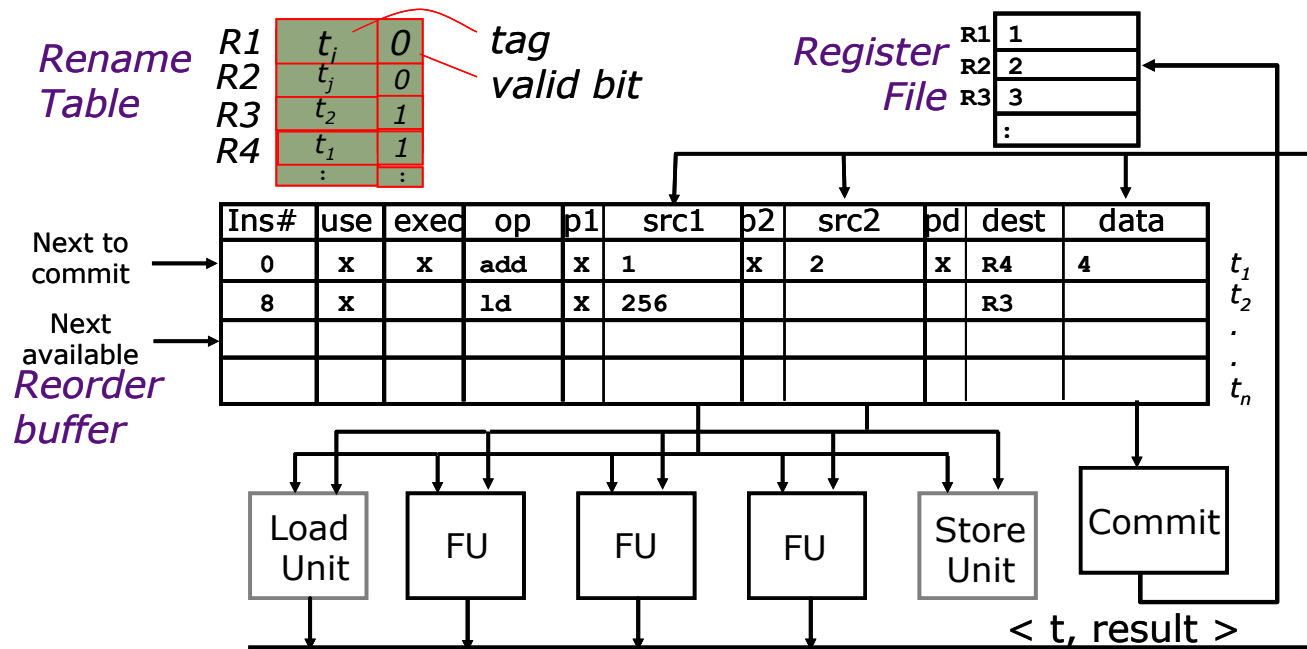 Rename Table
R1 tᵢ 0
R2 tⱼ 0
R3 t₂ 1
R4 t₁ 1
: :
tag
valid bit
Register File
R1 1
R2 2
R3 3
:
Ins# use exec op p1 src1 p2 src2 pd dest data
Next to commit
0 x x add x 1 x 2 x R4 4 t₁
8 x ld x 256 R3 t₂
Next available
.
.
tₙ
Reorder buffer
Load Unit
FU
FU
FU
Store Unit
Commit
< t, result >